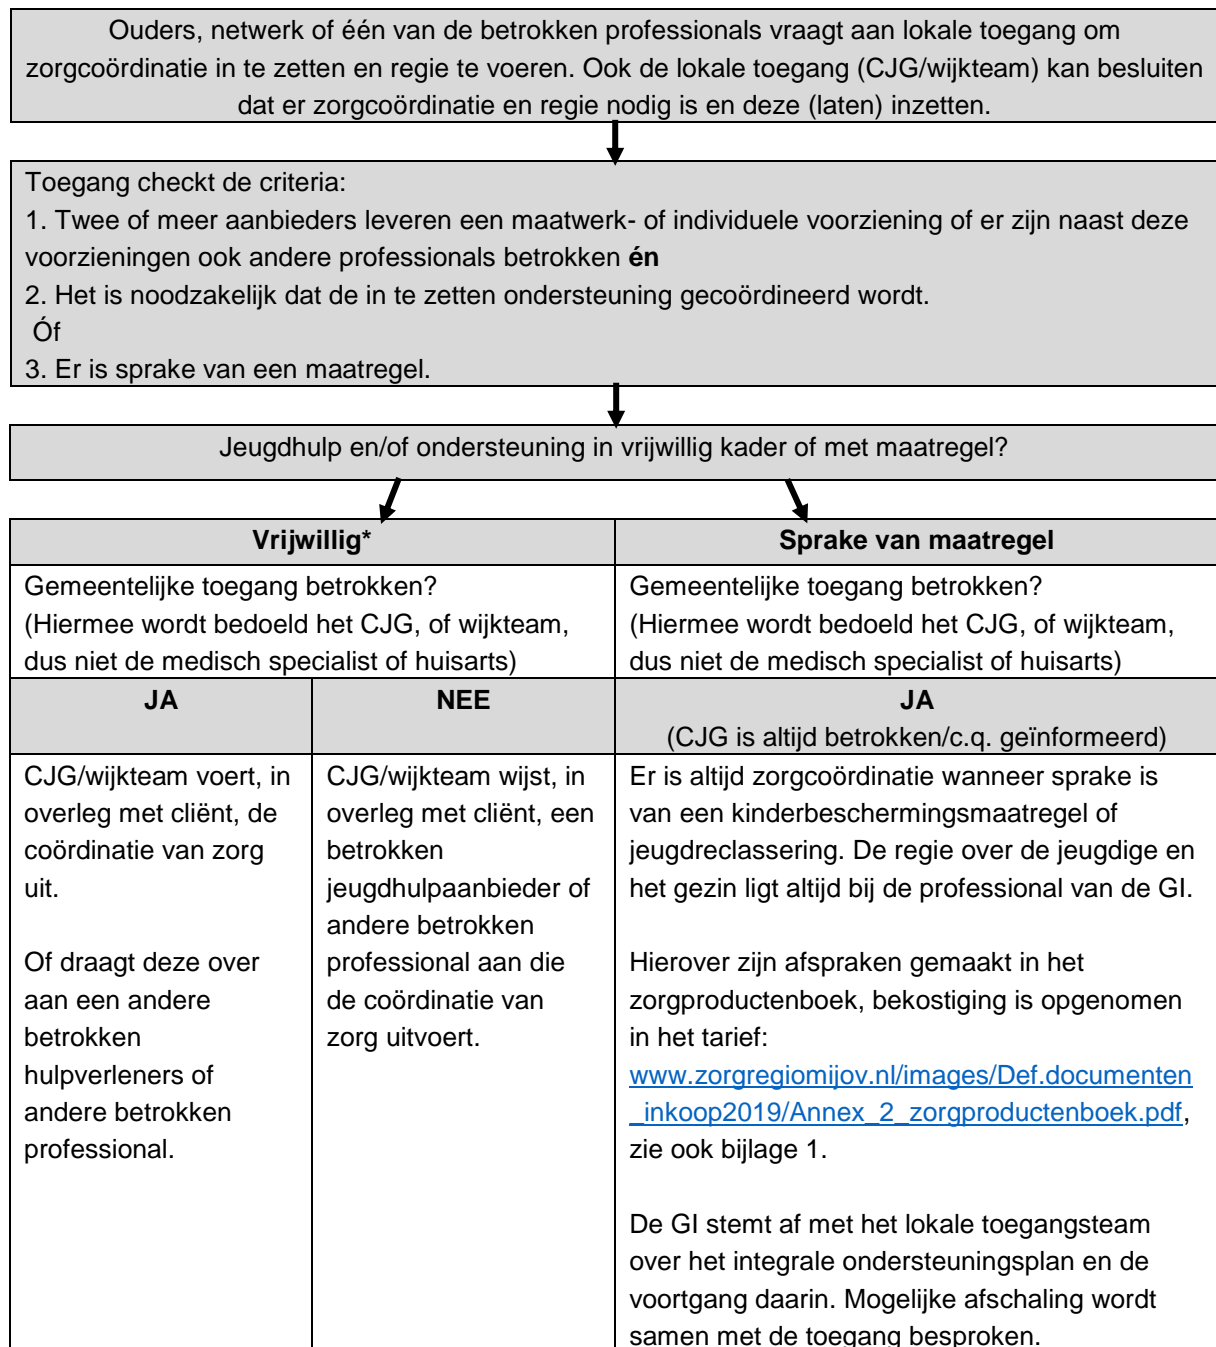 Ouders, netwerk of één van de betrokken professionals vraagt aan lokale toegang om
zorgcoördinatie in te zetten en regie te voeren. Ook de lokale toegang (CJG/wijkteam) kan besluiten
dat er zorgcoördinatie en regie nodig is en deze (laten) inzetten.
Toegang checkt de criteria:
1. Twee of meer aanbieders leveren een maatwerk- of individuele voorziening of er zijn naast deze
voorzieningen ook andere professionals betrokken én
2. Het is noodzakelijk dat de in te zetten ondersteuning gecoördineerd wordt.
Óf
3. Er is sprake van een maatregel.
Jeugdhulp en/of ondersteuning in vrijwillig kader of met maatregel?
Vrijwillig*
Gemeentelijke toegang betrokken?
(Hiermee wordt bedoeld het CJG, of wijkteam,
dus niet de medisch specialist of huisarts)
JA
CJG/wijkteam voert, in
overleg met cliënt, de
coördinatie van zorg
uit.
Of draagt deze over
aan een andere
betrokken
hulpverleners of
andere betrokken
professional.
NEE
CJG/wijkteam wijst, in
overleg met cliënt, een
betrokken
jeugdhulpaanbieder of
andere betrokken
professional aan die
de coördinatie van
zorg uitvoert.
Sprake van maatregel
Gemeentelijke toegang betrokken?
(Hiermee wordt bedoeld het CJG, of wijkteam,
dus niet de medisch specialist of huisarts)
JA
(CJG is altijd betrokken/c.q. geïnformeerd)
Er is altijd zorgcoördinatie wanneer sprake is
van een kinderbeschermingsmaatregel of
jeugdreclassering. De regie over de jeugdige en
het gezin ligt altijd bij de professional van de GI.
Hierover zijn afspraken gemaakt in het
zorgproductenboek, bekostiging is opgenomen
in het tarief:
www.zorgregiomijov.nl/images/Def.documenten
_inkoop2019/Annex_2_zorgproductenboek.pdf,
zie ook bijlage 1.
De GI stemt af met het lokale toegangsteam
over het integrale ondersteuningsplan en de
voortgang daarin. Mogelijke afschaling wordt
samen met de toegang besproken.